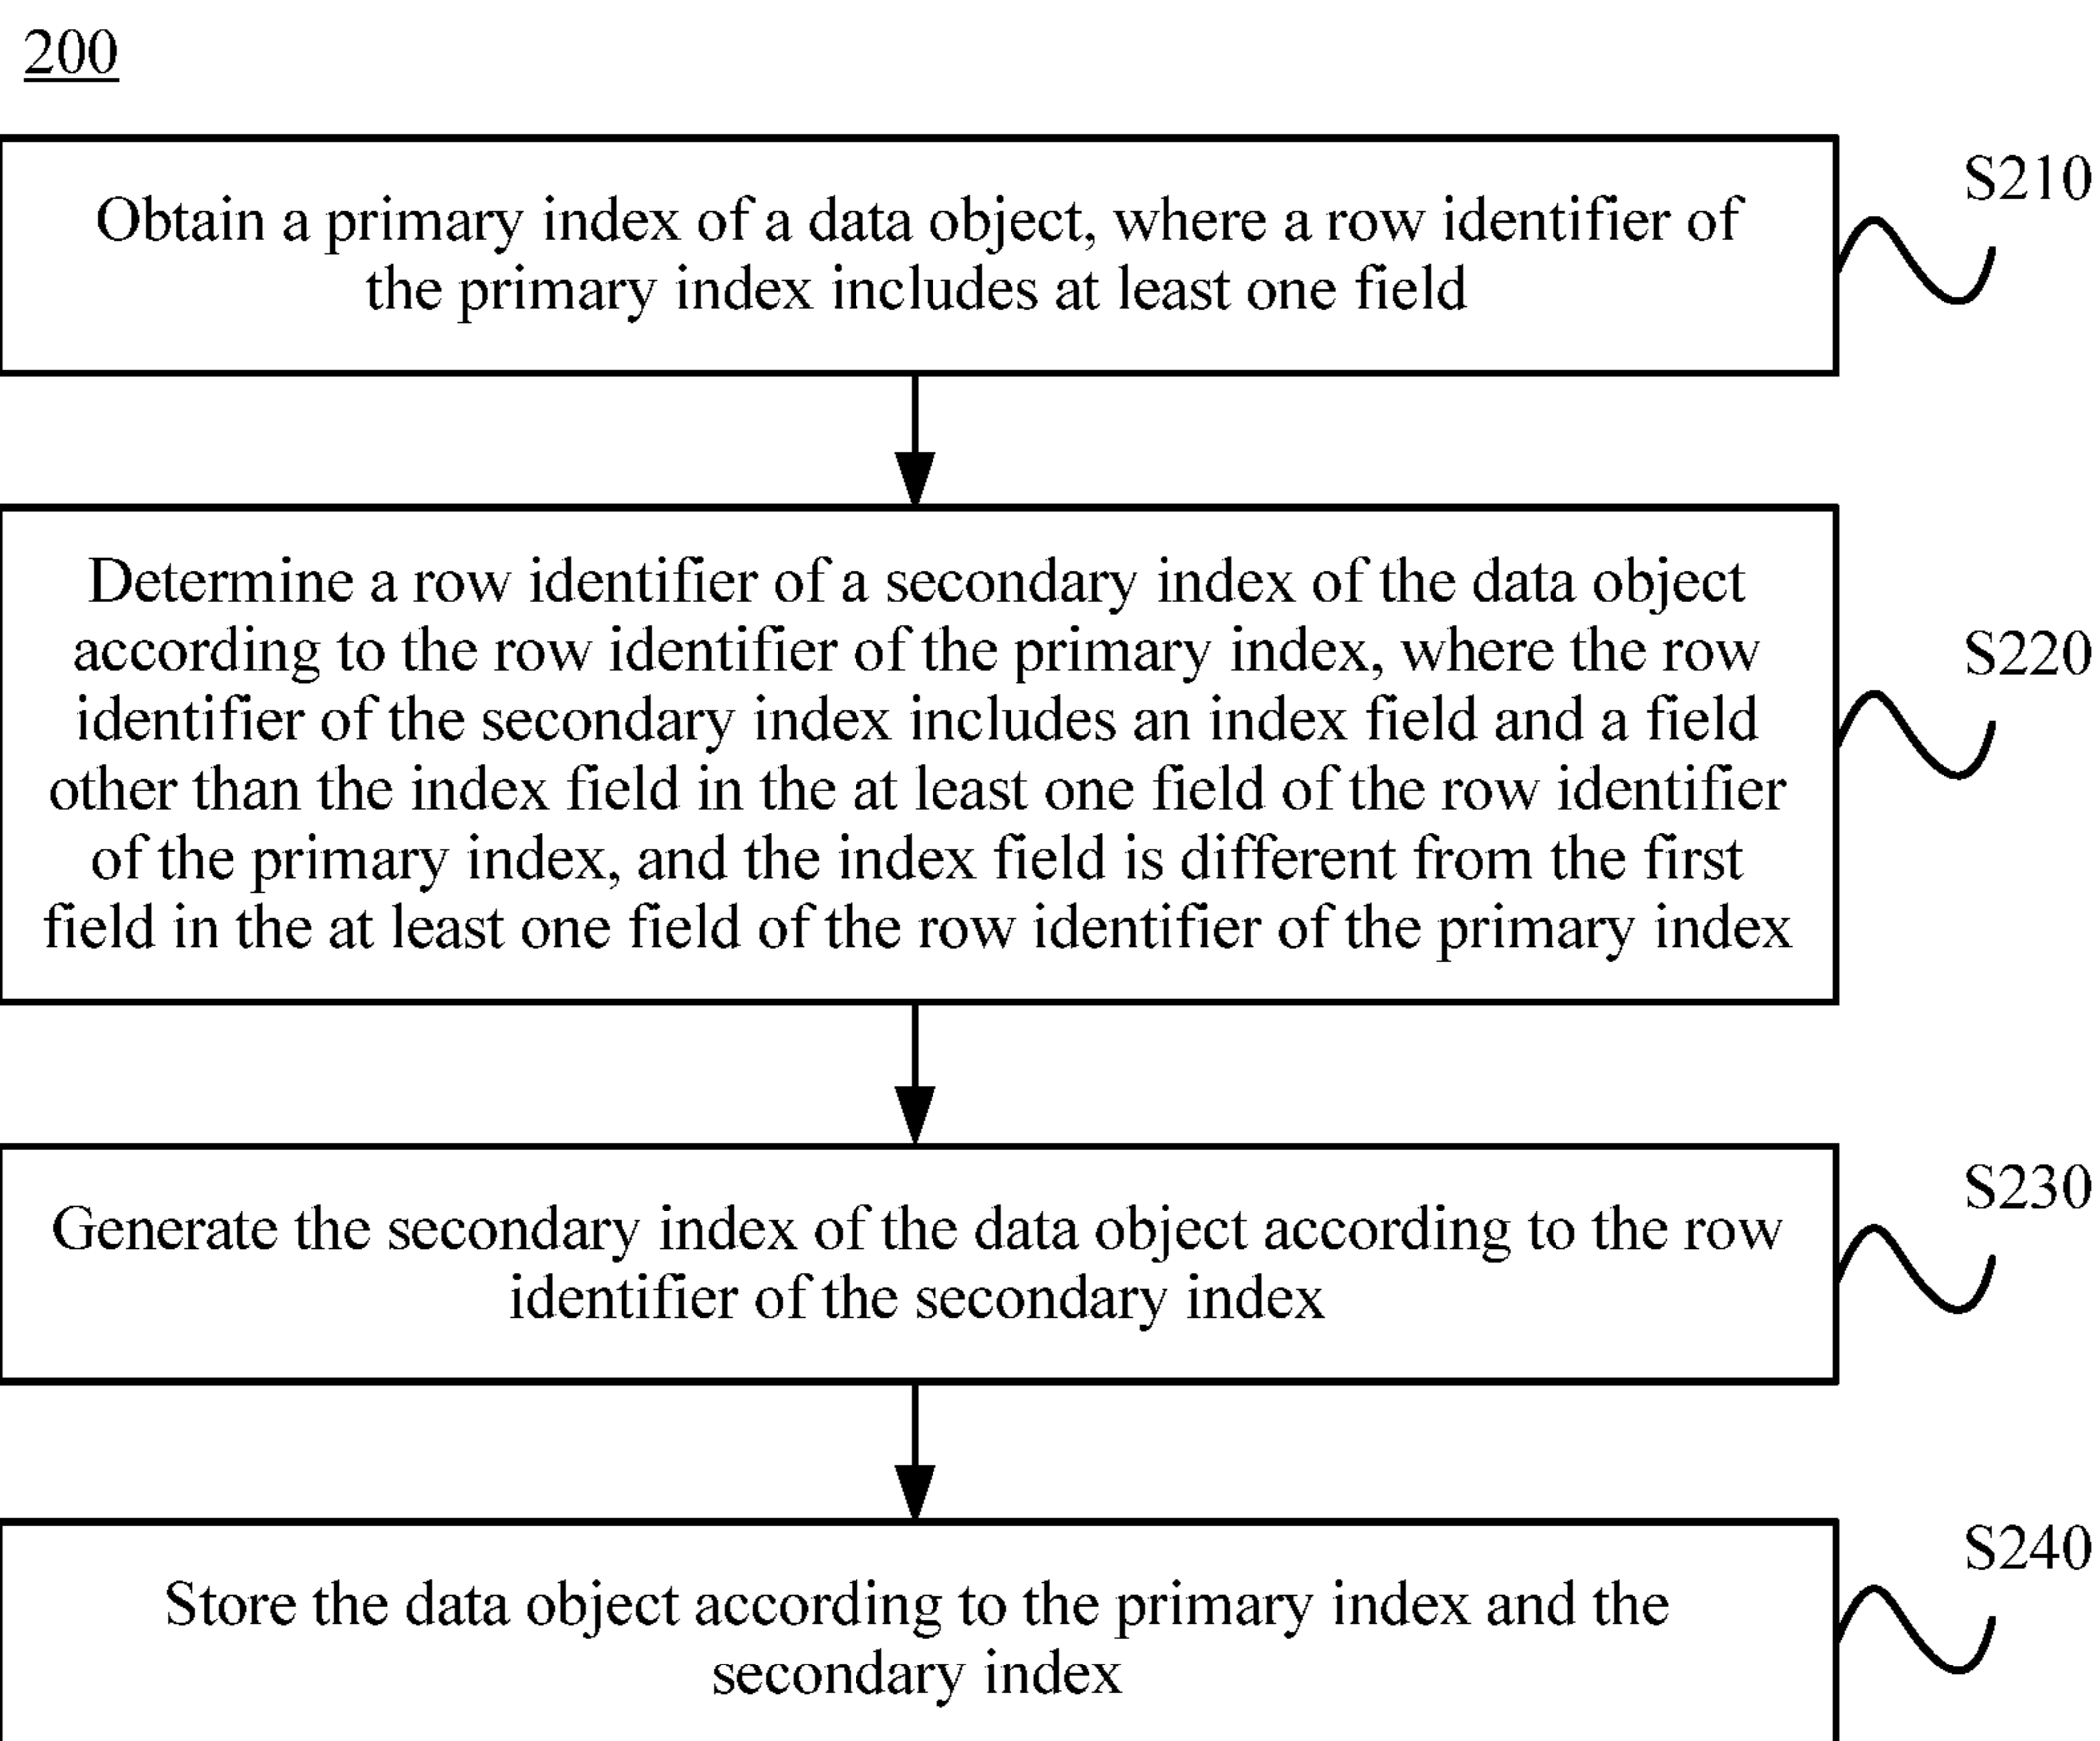 200
Obtain a primary index of a data object, where a row identifier of
the primary index includes at least one field
S210
Determine a row identifier of a secondary index of the data object
according to the row identifier of the primary index, where the row
identifier of the secondary index includes an index field and a field
other than the index field in the at least one field of the row identifier
of the primary index, and the index field is different from the first
field in the at least one field of the row identifier of the primary index
S220
Generate the secondary index of the data object according to the row
identifier of the secondary index
S230
Store the data object according to the primary index and the
secondary index
S240